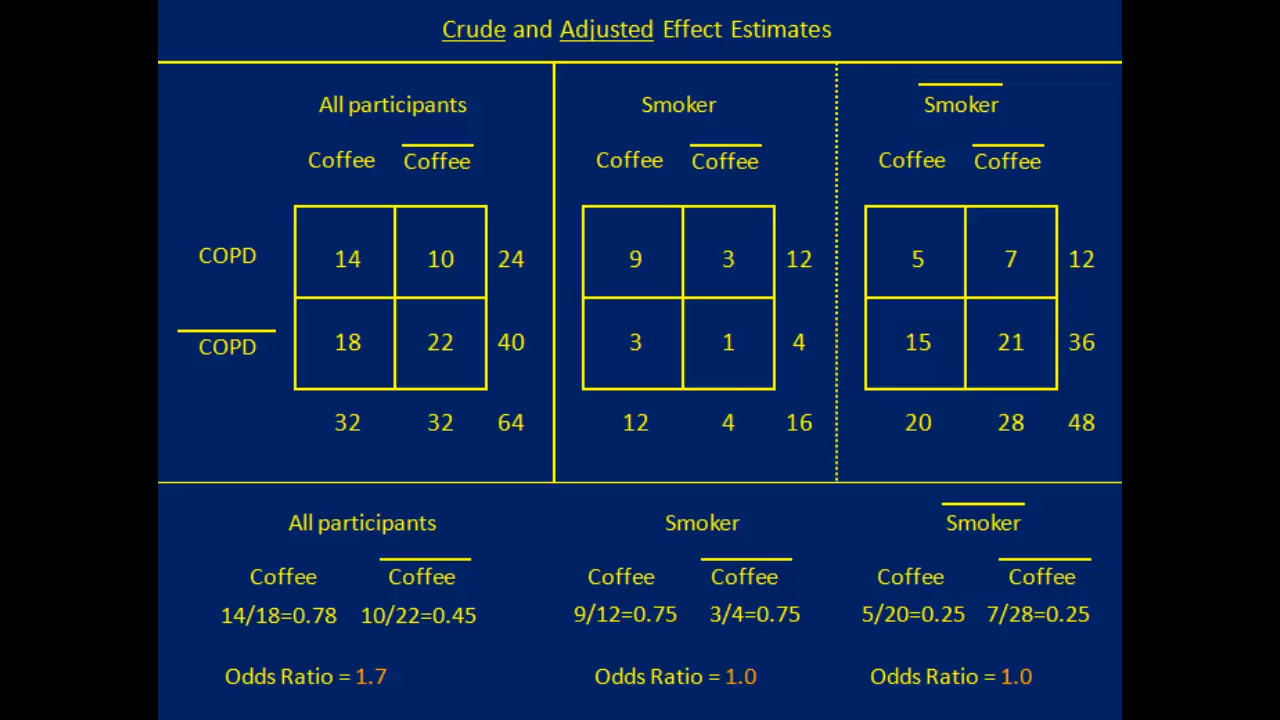 Crude and Adjusted Effect Estimates
All participants Smoker Smoker
Coffee Coffee Coffee Coffee Coffee Coffee
COPD 14 10 24 9 3 12 5 7 12
COPD 18 22 40 3 1 4 15 21 36
32 32 64 12 4 16 20 28 48
All participants Smoker Smoker
Coffee Coffee Coffee Coffee Coffee Coffee
14/18=0.78 10/22=0.45 9/12=0.75 3/4=0.75 5/20=0.25 7/28=0.25
Odds Ratio = 1.7 Odds Ratio = 1.0 Odds Ratio = 1.0